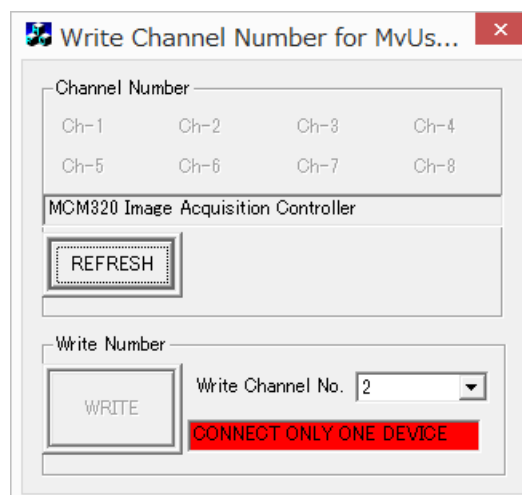 Write Channel Number for MvUs...
Channel Number
Ch-1 Ch-2 Ch-3 Ch-4
Ch-5 Ch-6 Ch-7 Ch-8
MCM320 Image Acquisition Controller
REFRESH
Write Number
Write Channel No. 2
WRITE
CONNECT ONLY ONE DEVICE